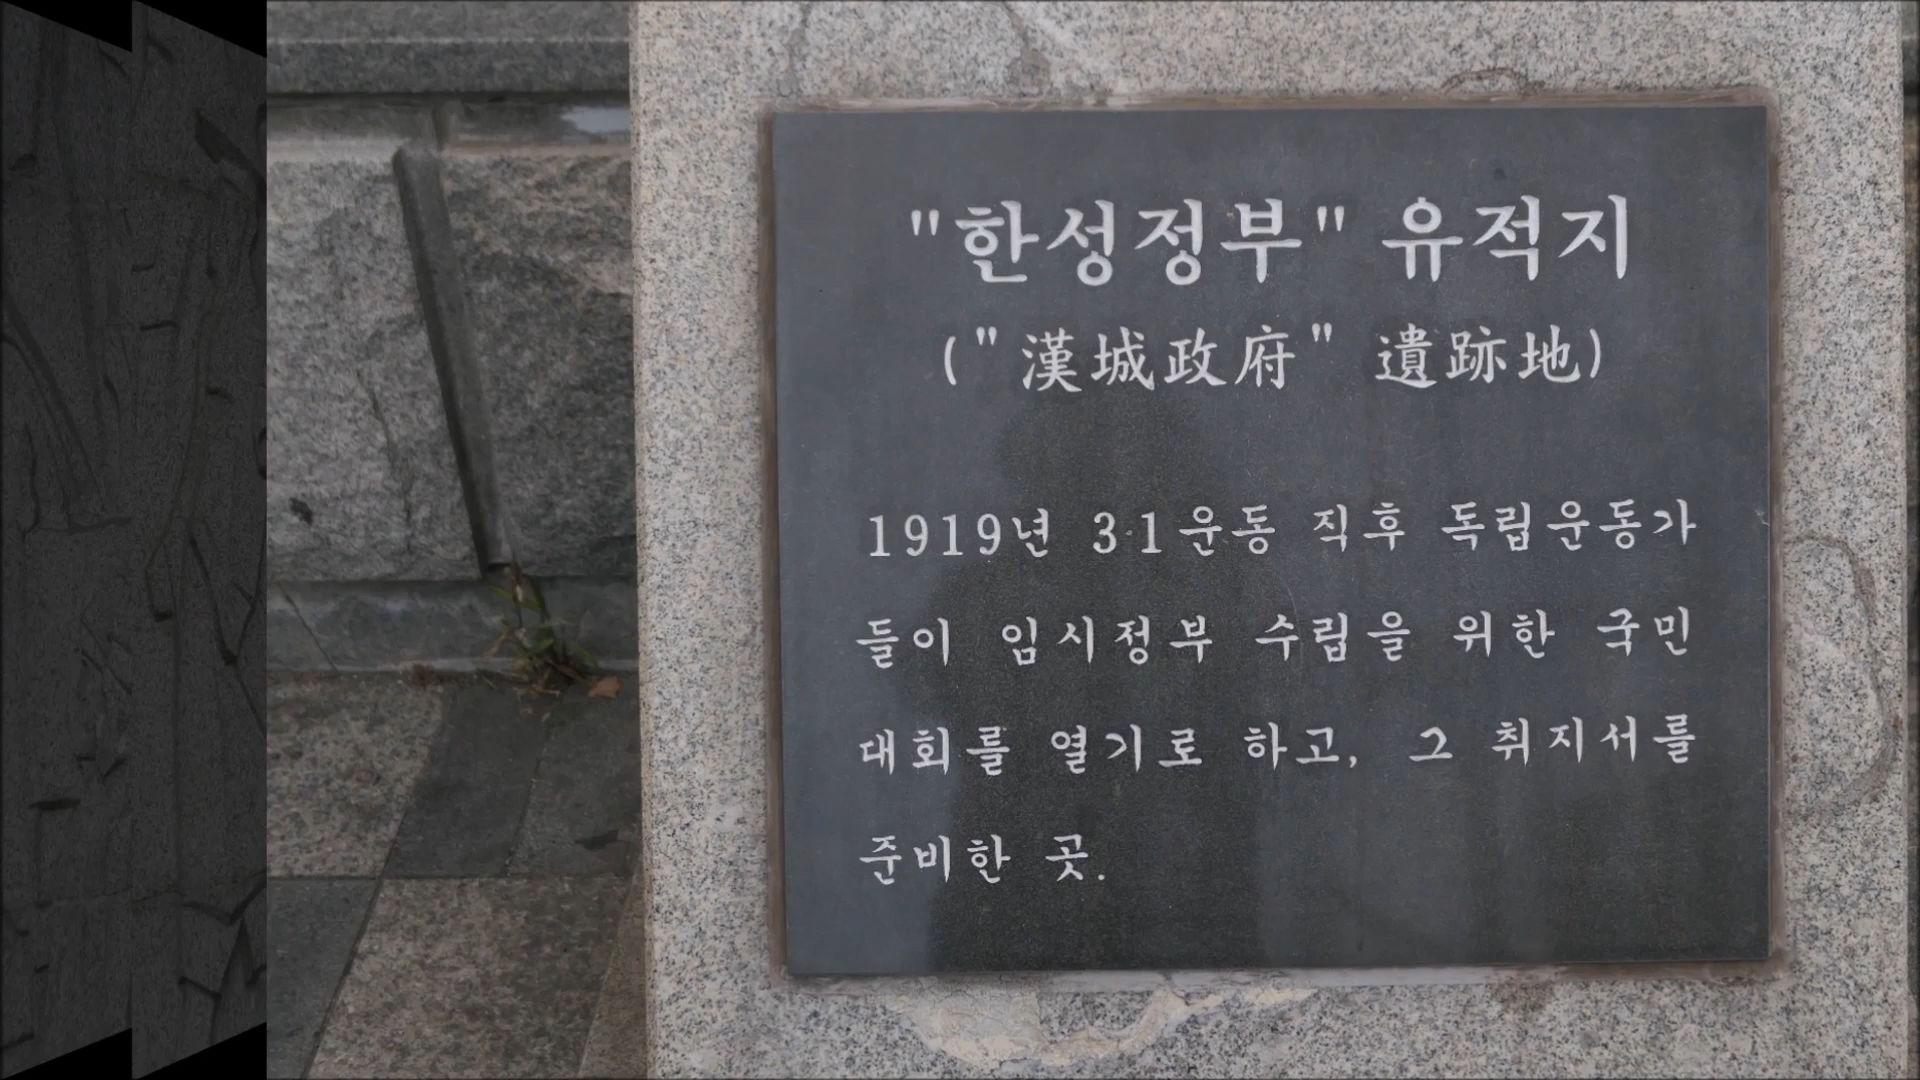 "한성정부" 유적지
("漢城政府" 遺跡地)
1919년 3·1운동 직후 독립운동가
들이 임시정부 수립을 위한 국민
대회를 열기로 하고, 그 취지서를
준비한 곳.